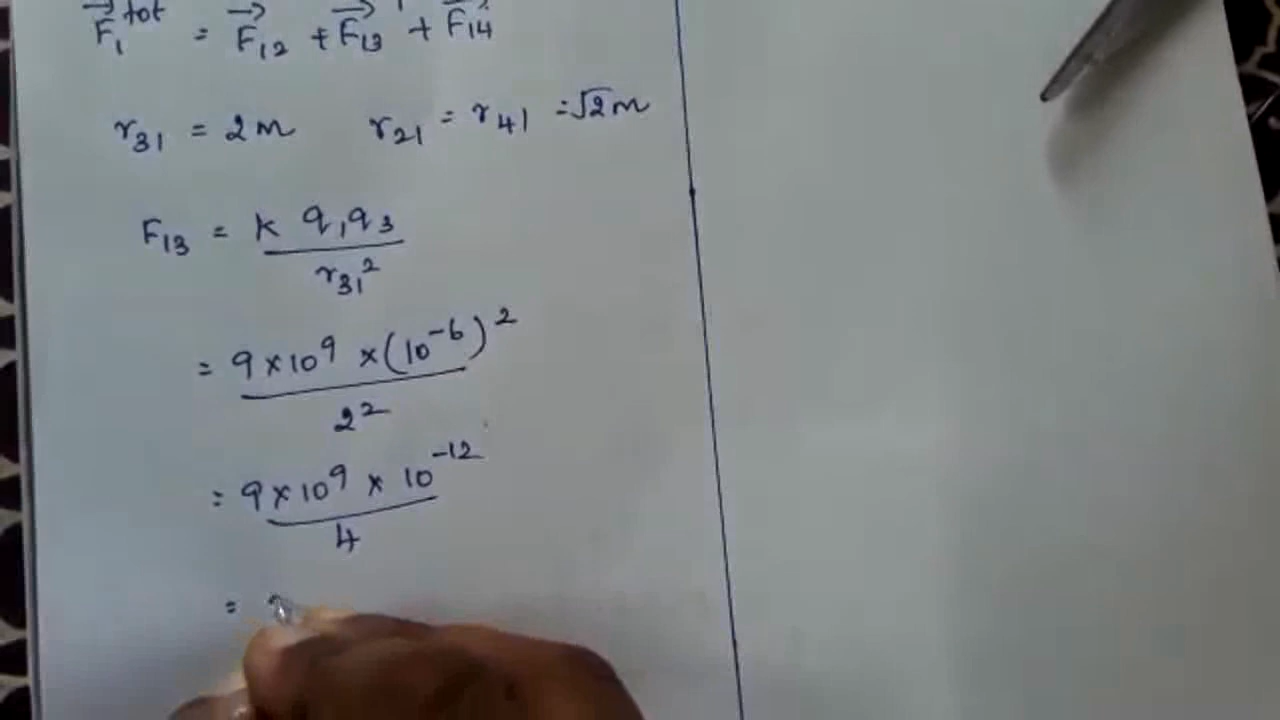 F₁^tot = F₁₂ + F₁₃ + F₁₄
r₃₁ = 2m r₂₁ = r₄₁ = √2 m
F₁₃ = k q₁q₃ / r₃₁²
= 9×10⁹ × (10⁻⁶)² / 2²
= 9×10⁹ × 10⁻¹² / 4
=